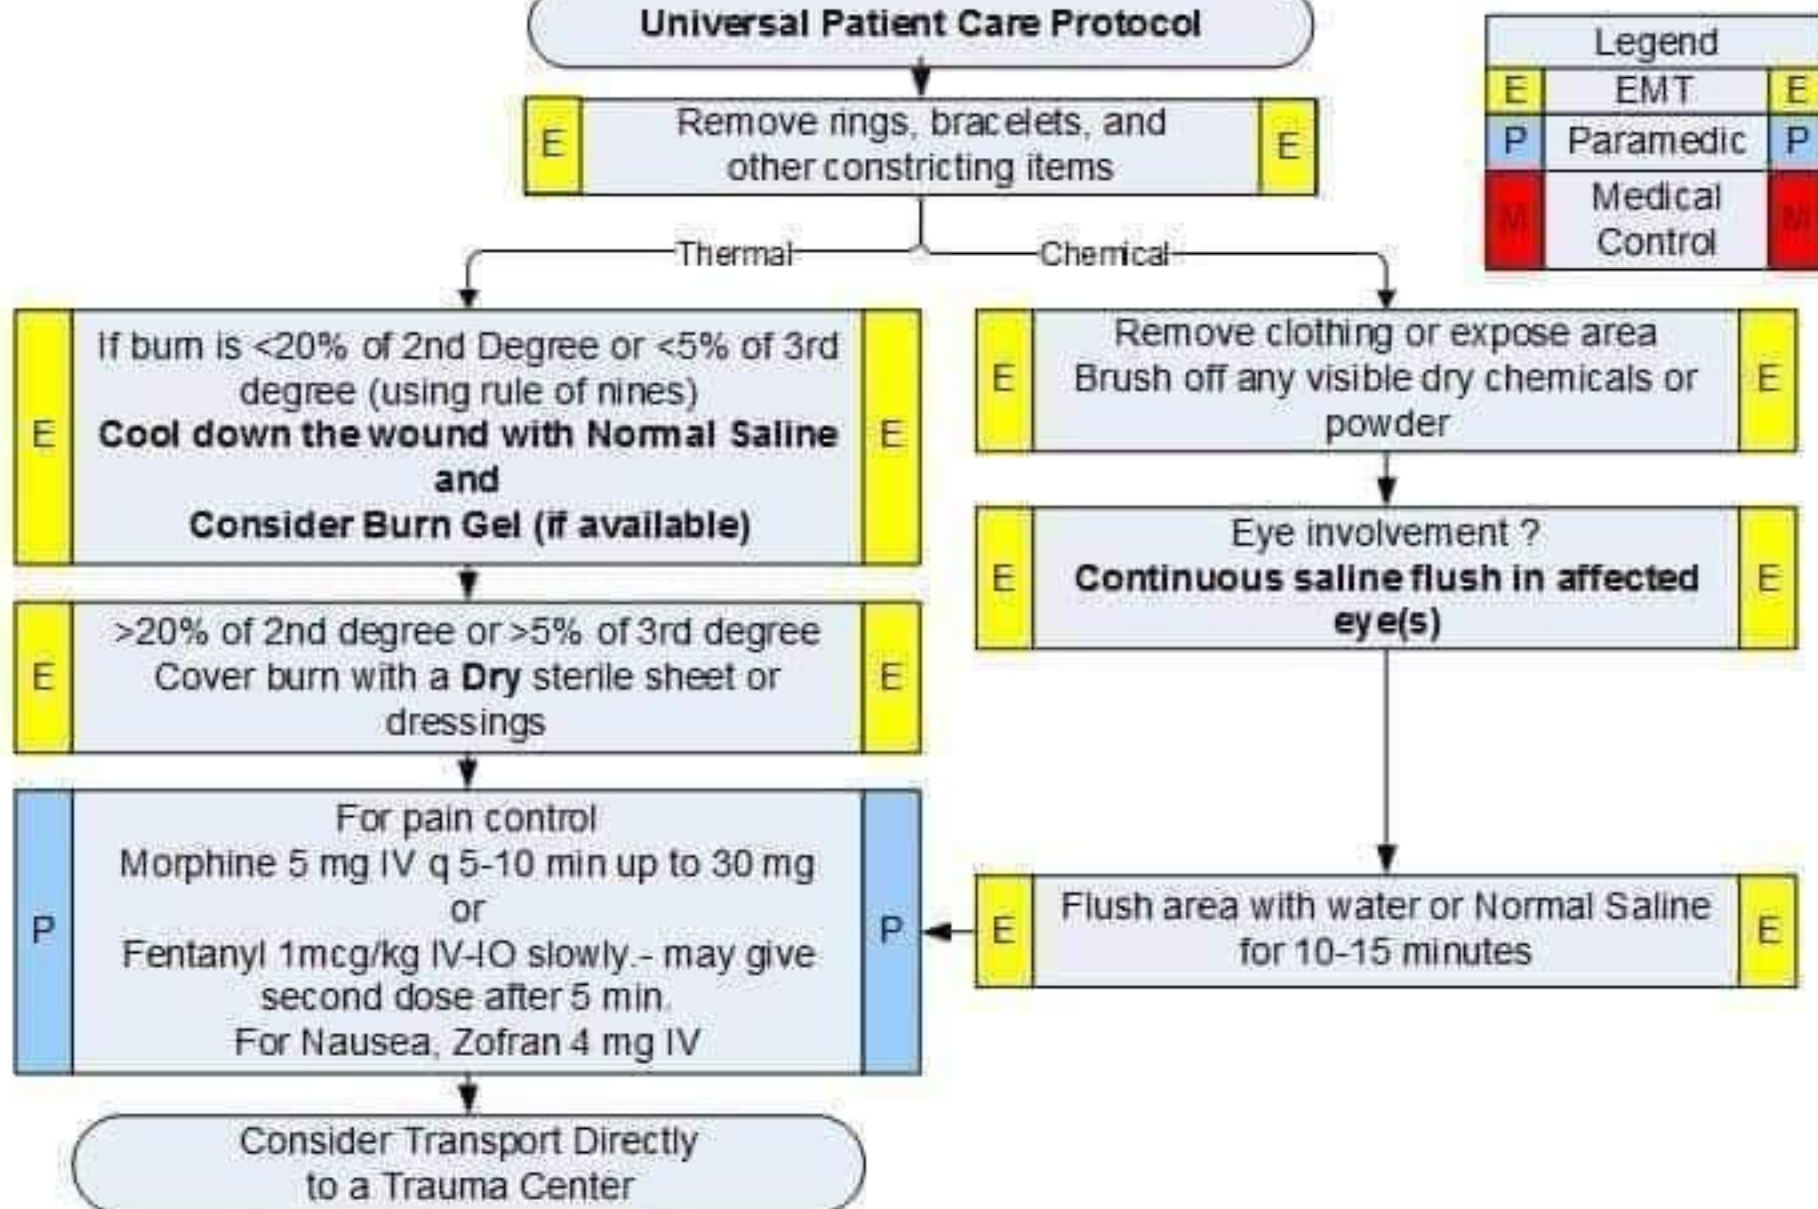 Universal Patient Care Protocol
Legend
E EMT E
P Paramedic P
M Medical M
Control
E Remove rings, bracelets, and E
other constricting items
Thermal
Chemical
E If burn is <20% of 2nd Degree or <5% of 3rd E
degree (using rule of nines)
Cool down the wound with Normal Saline
and
Consider Burn Gel (if available)
E >20% of 2nd degree or >5% of 3rd degree E
Cover burn with a Dry sterile sheet or
dressings
P For pain control P
Morphine 5 mg IV q 5-10 min up to 30 mg
or
Fentanyl 1mcg/kg IV-IO slowly.- may give
second dose after 5 min.
For Nausea, Zofran 4 mg IV
Consider Transport Directly
to a Trauma Center
E Remove clothing or expose area E
Brush off any visible dry chemicals or
powder
E Eye involvement ? E
Continuous saline flush in affected
eye(s)
E Flush area with water or Normal Saline E
for 10-15 minutes